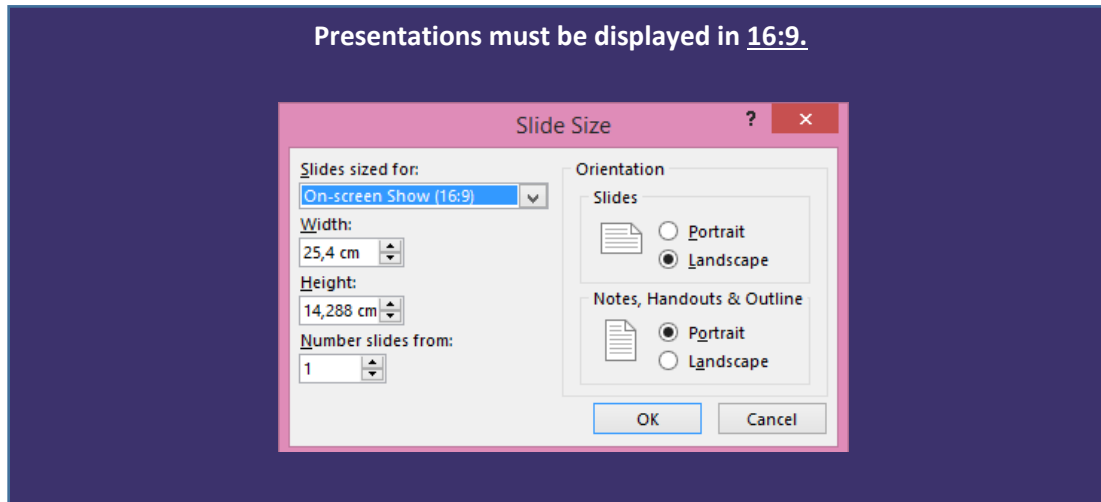 Presentations must be displayed in 16:9.
Slide Size
?
Slides sized for:
On-screen Show (16:9)
Width:
25,4 cm
Height:
14,288 cm
Number slides from:
1
Orientation
Slides
Portrait
Landscape
Notes, Handouts & Outline
Portrait
Landscape
OK
Cancel